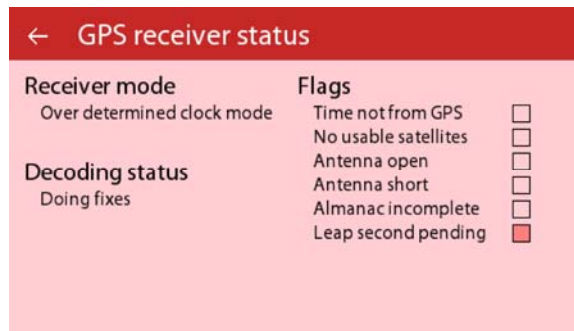 ← GPS receiver status
Receiver mode
Over determined clock mode
Decoding status
Doing fixes
Flags
Time not from GPS
No usable satellites
Antenna open
Antenna short
Almanac incomplete
Leap second pending